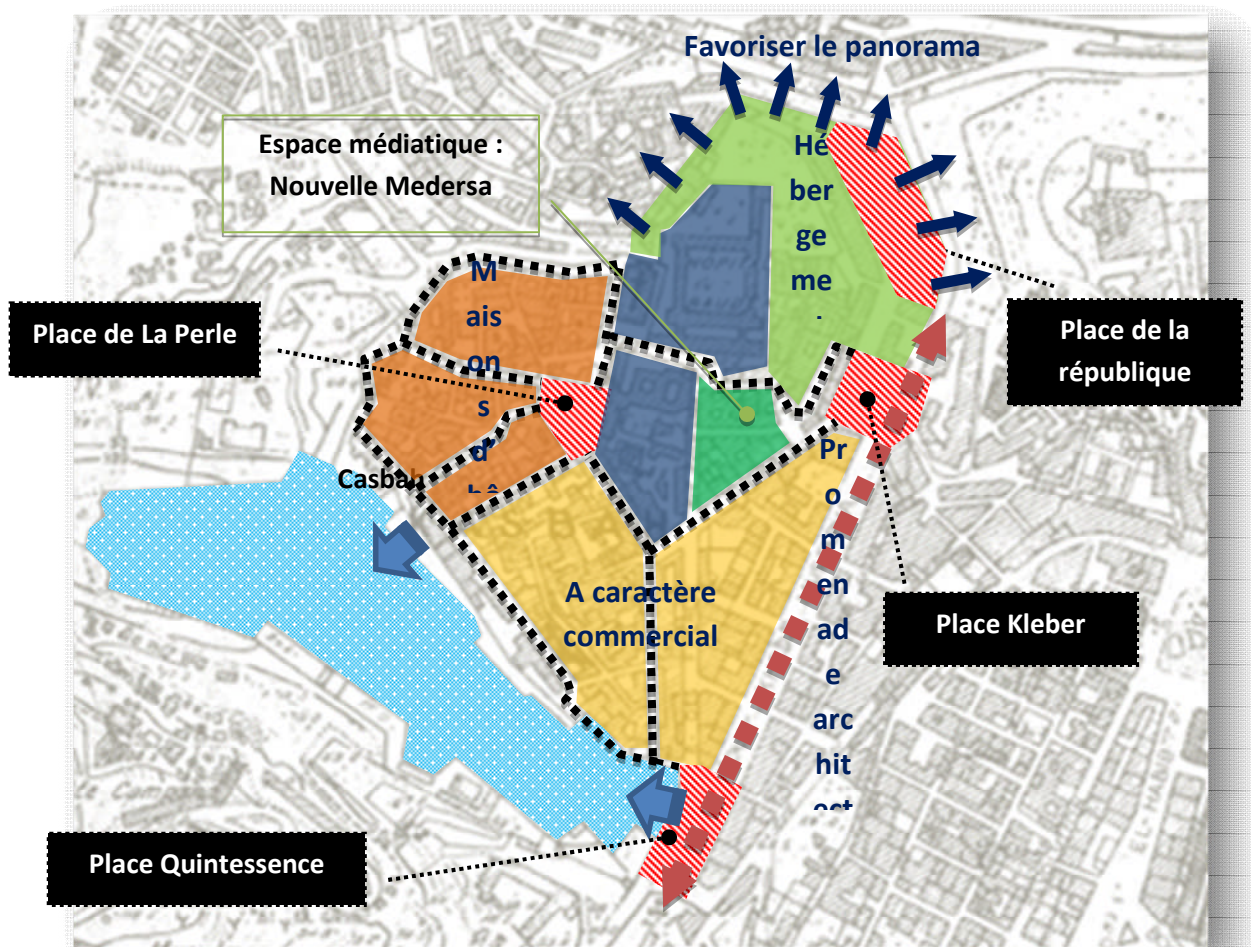 Favoriser le panorama
Espace médiatique :
Nouvelle Medersa
Hé
ber
ge
me
M
ais
on
s
d’
Place de La Perle
Place de la
république
Casbah
Pr
o
m
en
ad
e
arc
hit
A caractère
commercial
Place Kleber
Place Quintessence